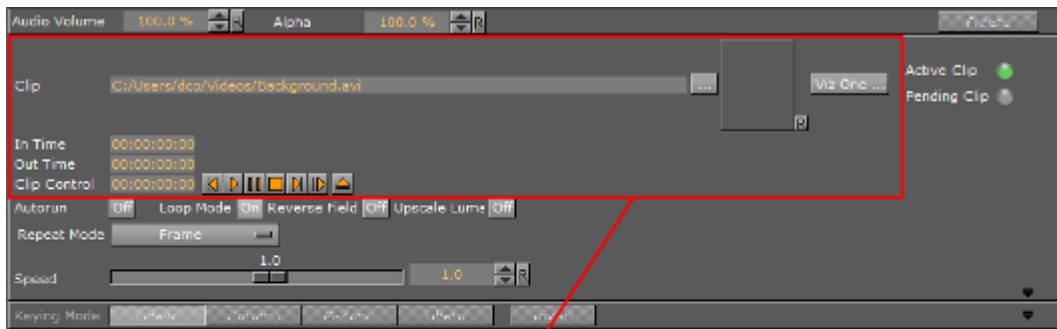 Audio Volume 100.0 % R Alpha 100.0 % R
Clip C:/Users/dco/Videos/Background.avi ... Viz One ... R
Active Clip
Pending Clip
In Time 00:00:00:00
Out Time 00:00:00:00
Clip Control 00:00:00:00
Autorun Off Loop Mode On Reverse Field Off Upscale Luma Off
Repeat Mode Frame
1.0
Speed 1.0 R
Keying Mode